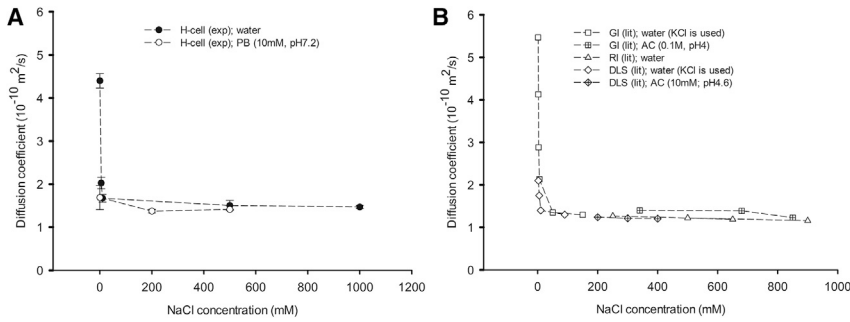 A
H-cell (exp); water
H-cell (exp); PB (10mM, pH7.2)
Diffusion coefficient (10⁻¹⁰ m²/s)
6
5
4
3
2
1
0
0
200
400
600
800
1000
1200
NaCl concentration (mM)
B
GI (lit); water (KCl is used)
GI (lit); AC (0.1M, pH4)
RI (lit); water
DLS (lit); water (KCl is used)
DLS (lit); AC (10mM; pH4.6)
Diffusion coefficient (10⁻¹⁰ m²/s)
6
5
4
3
2
1
0
0
200
400
600
800
1000
NaCl concentration (mM)